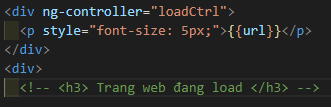 <div ng-controller="loadCtrl">
<p style="font-size: 5px;">{{url}}</p>
</div>
<div>
<!-- <h3> Trang web đang load </h3> -->